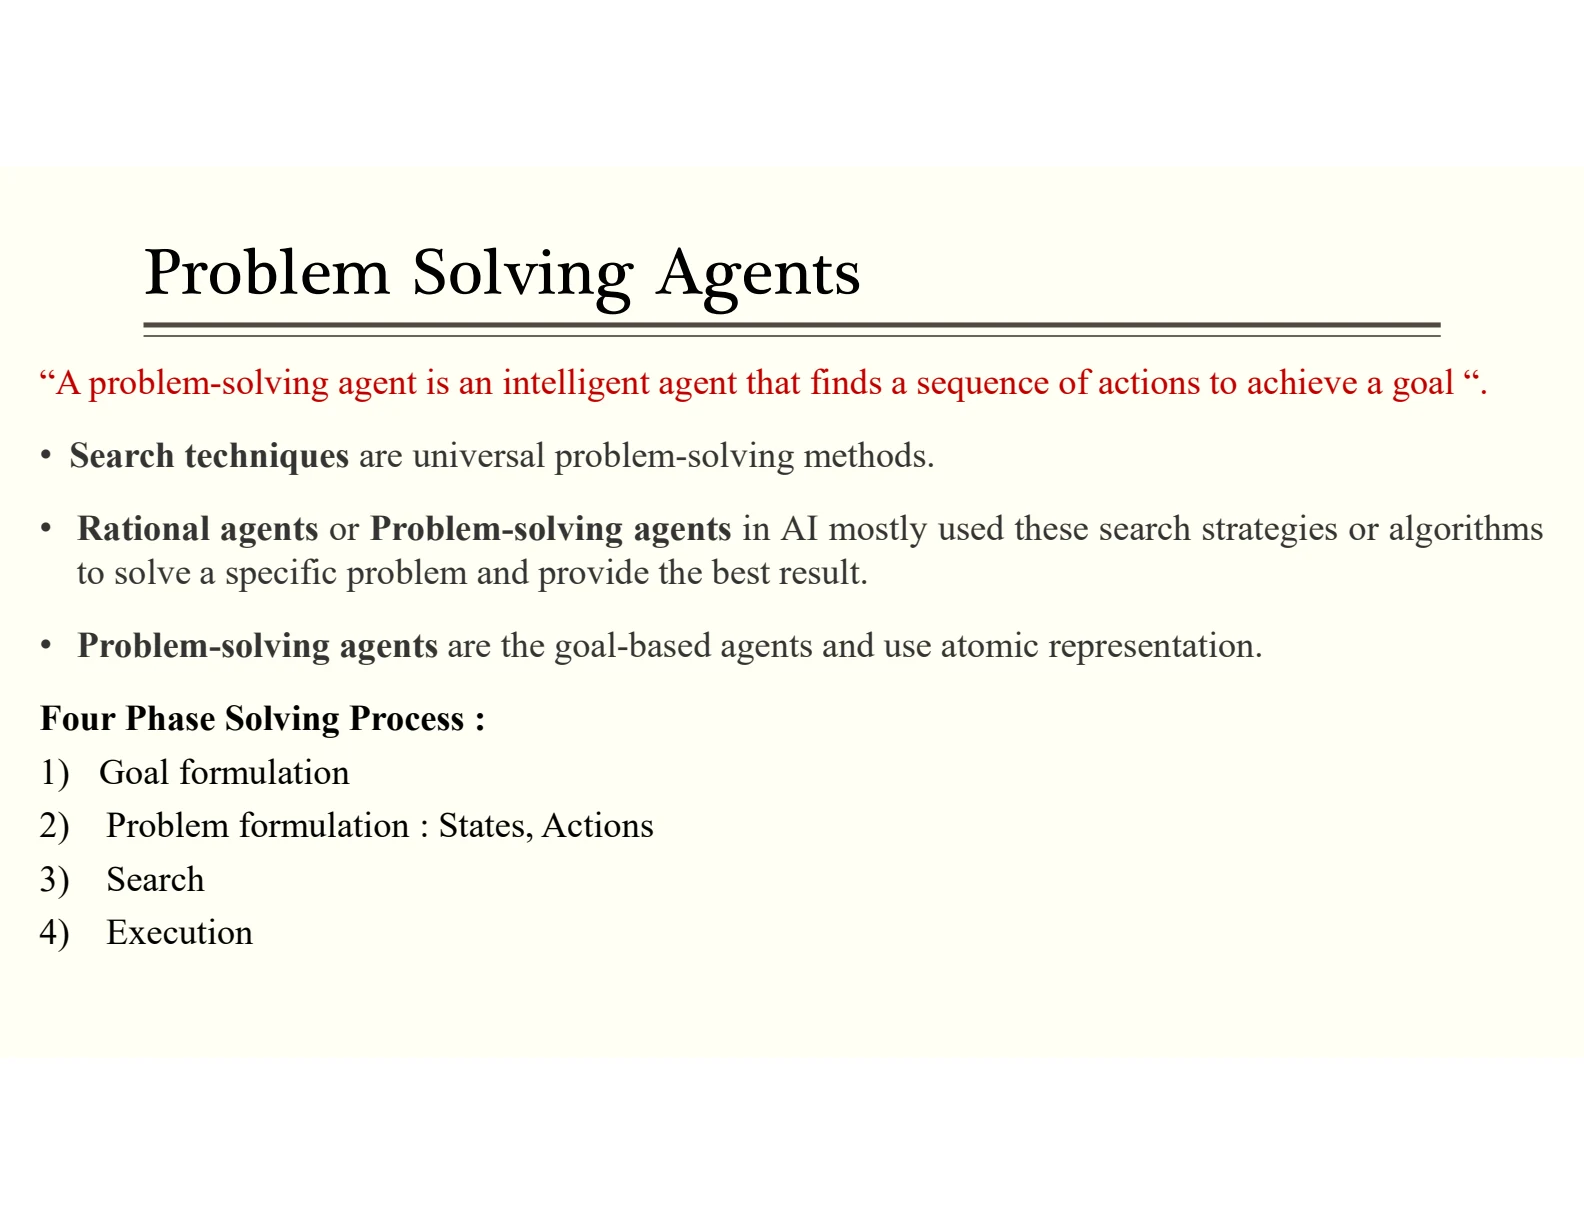 Problem Solving Agents
“A problem-solving agent is an intelligent agent that finds a sequence of actions to achieve a goal “.
• Search techniques are universal problem-solving methods.
• Rational agents or Problem-solving agents in AI mostly used these search strategies or algorithms
to solve a specific problem and provide the best result.
• Problem-solving agents are the goal-based agents and use atomic representation.
Four Phase Solving Process :
1) Goal formulation
2) Problem formulation : States, Actions
3) Search
4) Execution